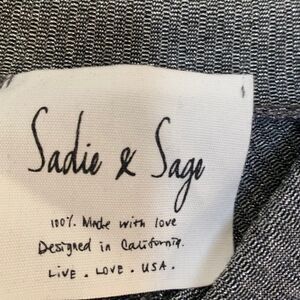 Sadie & Sage
100% Made with love
Designed in California.
LIVE . LOVE . USA .